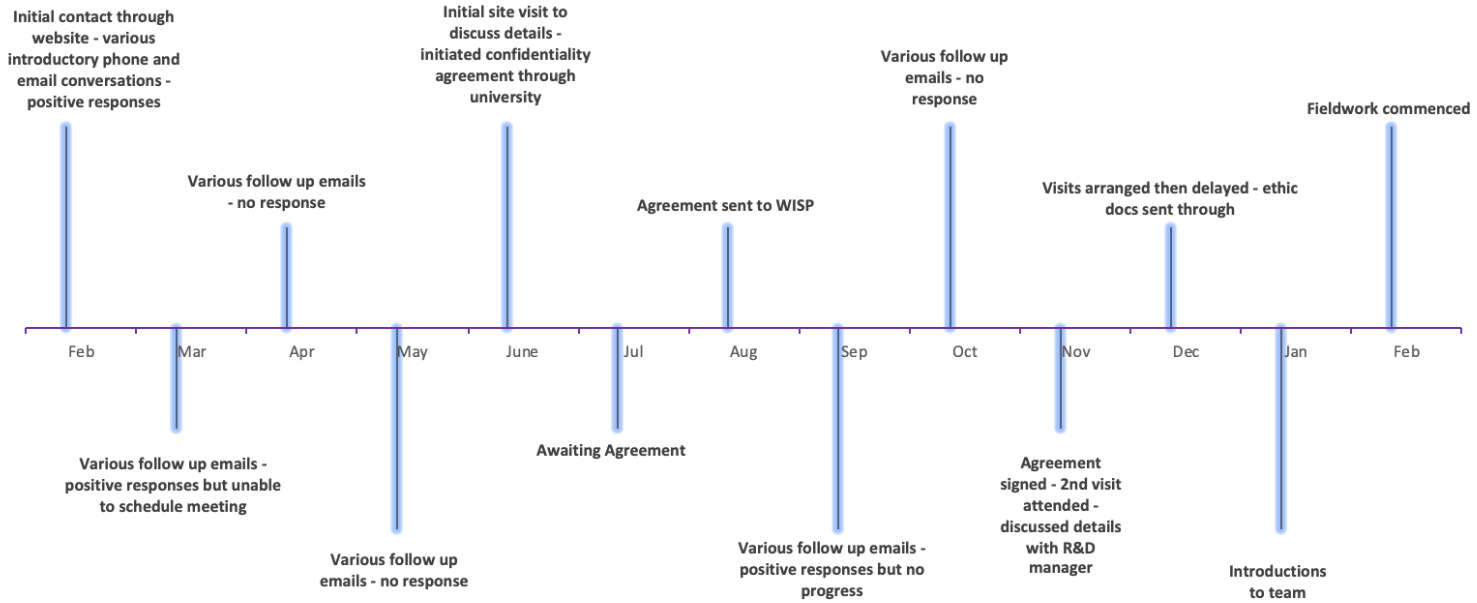 Initial contact through
website - various
introductory phone and
email conversations -
positive responses
Initial site visit to
discuss details -
initiated confidentiality
agreement through
university
Various follow up
emails - no
response
Fieldwork commenced
Various follow up emails
- no response
Agreement sent to WISP
Visits arranged then delayed - ethic
docs sent through
Feb
Mar
Apr
May
June
Jul
Aug
Sep
Oct
Nov
Dec
Jan
Feb
Various follow up emails -
positive responses but unable
to schedule meeting
Various follow up
emails - no response
Awaiting Agreement
Various follow up emails -
positive responses but no
progress
Agreement
signed - 2nd visit
attended -
discussed details
with R&D
manager
Introductions
to team